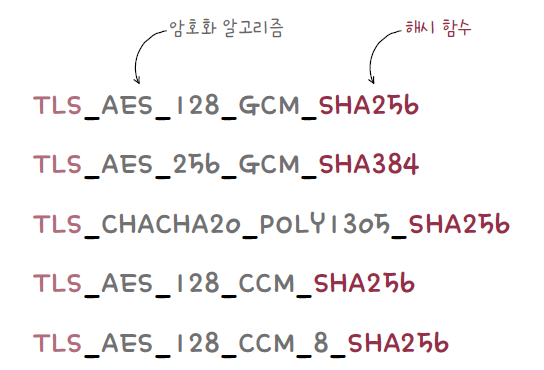 암호화 알고리즘
해시 함수
TLS_AES_128_GCM_SHA256
TLS_AES_256_GCM_SHA384
TLS_CHACHA20_POLY1305_SHA256
TLS_AES_128_CCM_SHA256
TLS_AES_128_CCM_8_SHA256